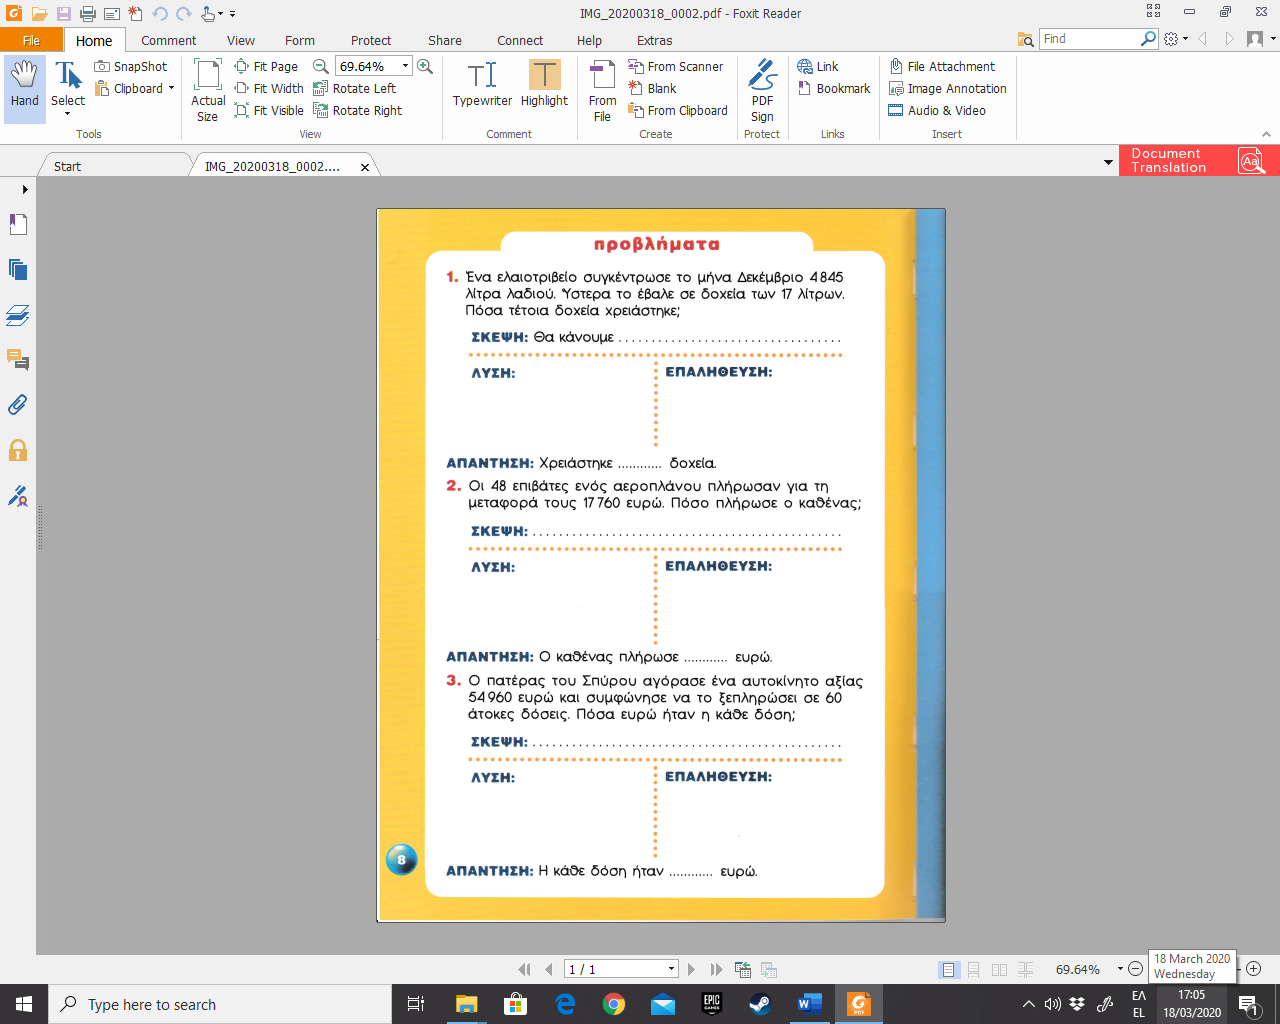 IMG_20200318_0002.pdf - Foxit Reader
File Home Comment View Form Protect Share Connect Help Extras Find
Hand
Select
SnapShot
Clipboard
Tools
Actual Size
Fit Page
Fit Width
Fit Visible
69.64%
Rotate Left
Rotate Right
View
Typewriter
Highlight
Comment
From File
From Scanner
Blank
From Clipboard
Create
PDF Sign
Protect
Link
Bookmark
Links
File Attachment
Image Annotation
Audio & Video
Insert
Start
IMG_20200318_0002....
Document
Translation
προβλήματα
1. Ένα ελαιοτριβείο συγκέντρωσε το μήνα Δεκέμβριο 4845
λίτρα λαδιού. Ύστερα το έβαλε σε δοχεία των 17 λίτρων.
Πόσα τέτοια δοχεία χρειάστηκε;
ΣΚΕΨΗ: Θα κάνουμε ................................
ΛΥΣΗ: ΕΠΑΛΗΘΕΥΣΗ:
ΑΠΑΝΤΗΣΗ: Χρειάστηκε ............ δοχεία.
2. Οι 48 επιβάτες ενός αεροπλάνου πλήρωσαν για τη
μεταφορά τους 17760 ευρώ. Πόσο πλήρωσε ο καθένας;
ΣΚΕΨΗ: ............................................
ΛΥΣΗ: ΕΠΑΛΗΘΕΥΣΗ:
ΑΠΑΝΤΗΣΗ: Ο καθένας πλήρωσε ............ ευρώ.
3. Ο πατέρας του Σπύρου αγόρασε ένα αυτοκίνητο αξίας
54960 ευρώ και συμφώνησε να το ξεπληρώσει σε 60
άτοκες δόσεις. Πόσα ευρώ ήταν η κάθε δόση;
ΣΚΕΨΗ: ............................................
ΛΥΣΗ: ΕΠΑΛΗΘΕΥΣΗ:
8
ΑΠΑΝΤΗΣΗ: Η κάθε δόση ήταν ............ ευρώ.
1 / 1
69.64%
18 March 2020
Wednesday
Type here to search
EPIC GAMES
ΕΛ
EL
17:05
18/03/2020
1